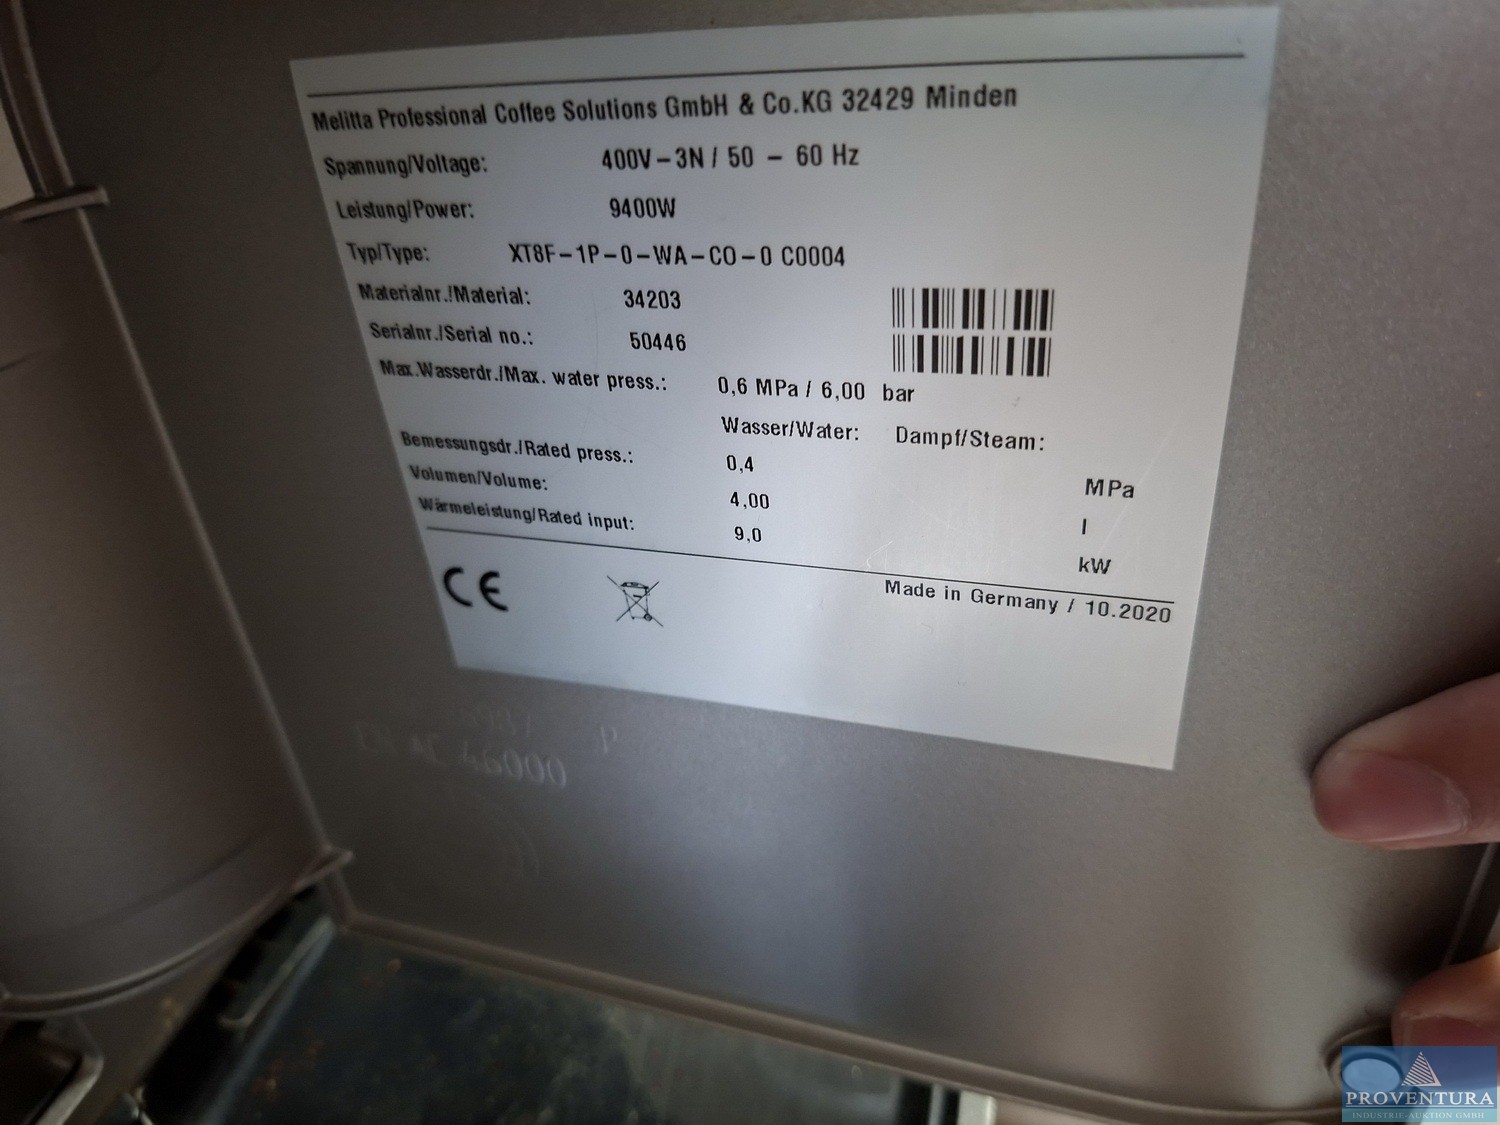 Melitta Professional Coffee Solutions GmbH & Co.KG 32429 Minden
Spannung/Voltage: 400V-3N / 50 - 60 Hz
Leistung/Power: 9400W
Typ/Type: XT8F-1P-0-WA-CO-0 C0004
Materialnr./Material: 34203
Serialnr./Serial no.: 50446
Max.Wasserdr./Max. water press.: 0,6 MPa / 6,00 bar
Wasser/Water: Dampf/Steam:
Bemessungsdr./Rated press.: 0,4 MPa
Volumen/Volume: 4,00 l
Wärmeleistung/Rated input: 9,0 kW
CE
Made in Germany / 10.2020
AC 46000
PROVENTURA
INDUSTRIE-AUKTION GMBH